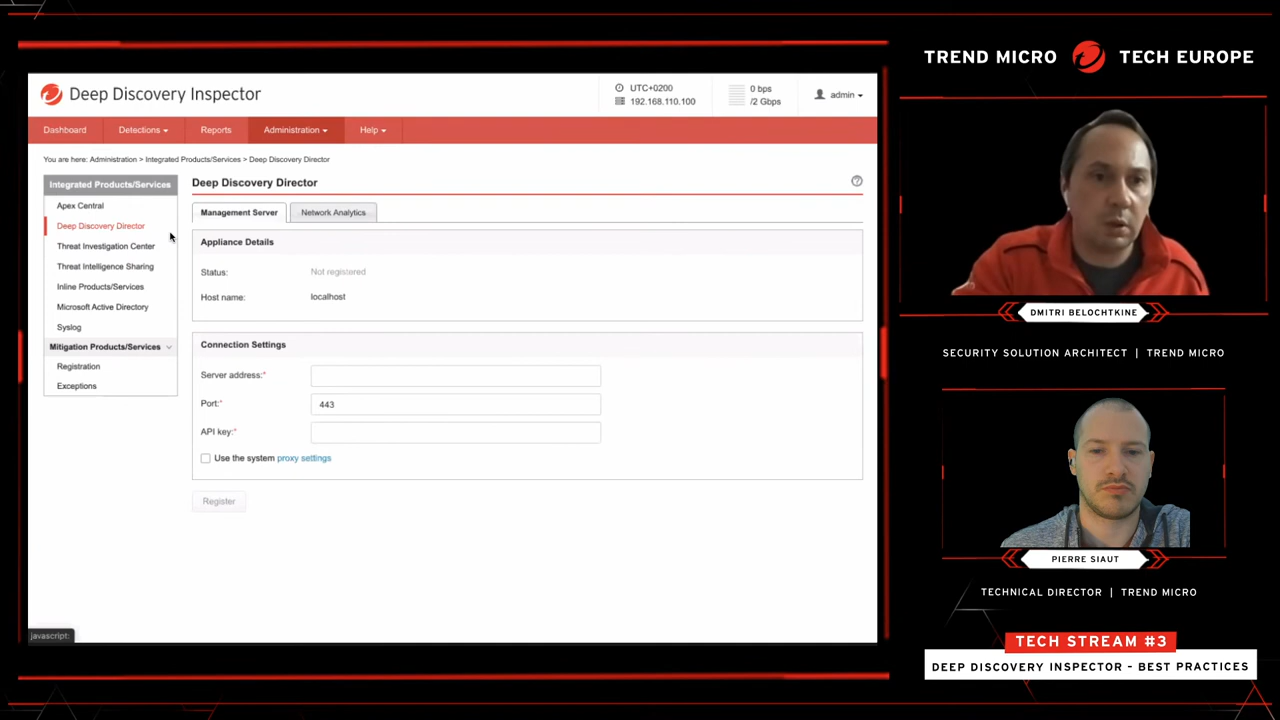 TREND MICRO TECH EUROPE
Deep Discovery Inspector
UTC+0200
192.168.110.100
0 bps
/2 Gbps
admin
Dashboard Detections Reports Administration Help
You are here: Administration > Integrated Products/Services > Deep Discovery Director
Integrated Products/Services
Apex Central
Deep Discovery Director
Threat Investigation Center
Threat Intelligence Sharing
Inline Products/Services
Microsoft Active Directory
Syslog
Mitigation Products/Services
Registration
Exceptions
Deep Discovery Director
Management Server Network Analytics
Appliance Details
Status: Not registered
Host name: localhost
Connection Settings
Server address:*
Port:* 443
API key:*
Use the system proxy settings
Register
javascript:
DMITRI BELOCHTKINE
SECURITY SOLUTION ARCHITECT | TREND MICRO
PIERRE SIAUT
TECHNICAL DIRECTOR | TREND MICRO
TECH STREAM #3
DEEP DISCOVERY INSPECTOR - BEST PRACTICES